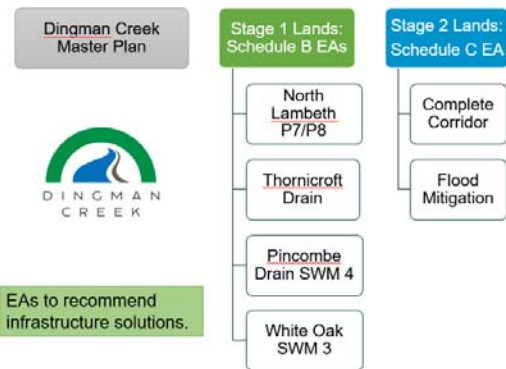 Dingman Creek
Master Plan
DINGMAN
CREEK
EAs to recommend
infrastructure solutions.
Stage 1 Lands:
Schedule B EAs
North
Lambeth
P7/P8
Thornicroft
Drain
Pincombe
Drain SWM 4
White Oak
SWM 3
Stage 2 Lands:
Schedule C EA
Complete
Corridor
Flood
Mitigation